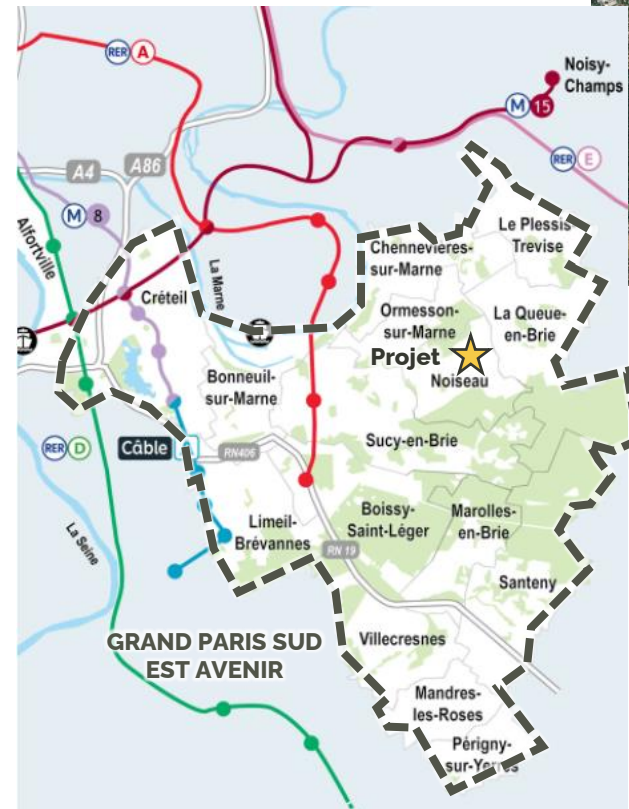 RER A
Noisy-
Champs
M 15
RER E
A4
A86
M 8
Alfortville
La Marne
Le Plessis
Trevise
Chennevières-
sur-Marne
Créteil
Ormesson-
sur-Marne
La Queue-
en-Brie
Projet
Noiseau
Bonneuil-
sur-Marne
Sucy-en-Brie
RER D
Câble
RN406
La Seine
Limeil-
Brévannes
Boissy-
Saint-Léger
Marolles-
en-Brie
RN 19
Santeny
GRAND PARIS SUD
EST AVENIR
Villecresnes
Mandres-
les-Roses
Périgny-
sur-Yerres